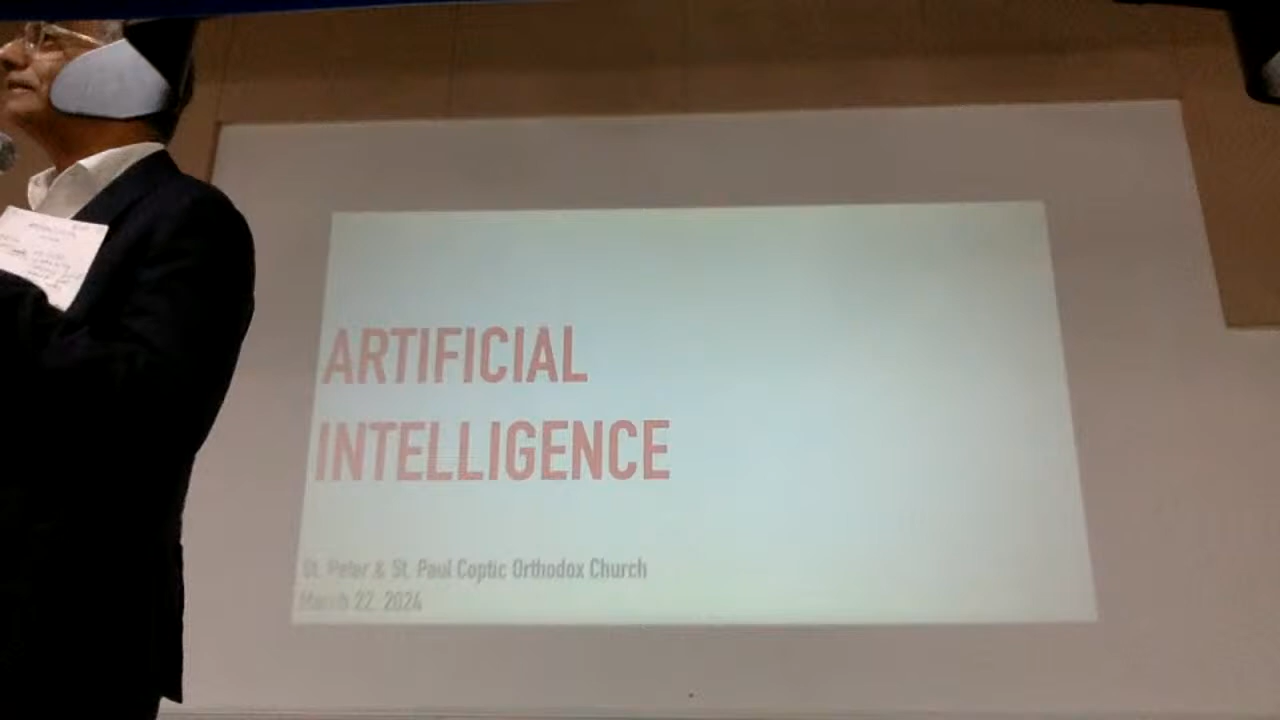 ARTIFICIAL
INTELLIGENCE
St. Peter & St. Paul Coptic Orthodox Church
March 22, 2024